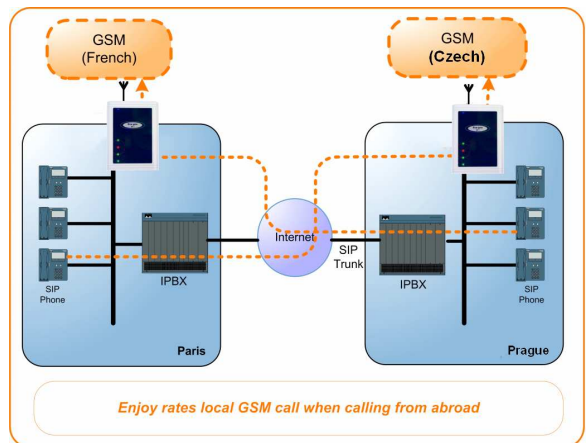 GSM
(French)
GSM
(Czech)
Internet
SIP
Trunk
IPBX
IPBX
SIP
Phone
SIP
Phone
Paris
Prague
Enjoy rates local GSM call when calling from abroad